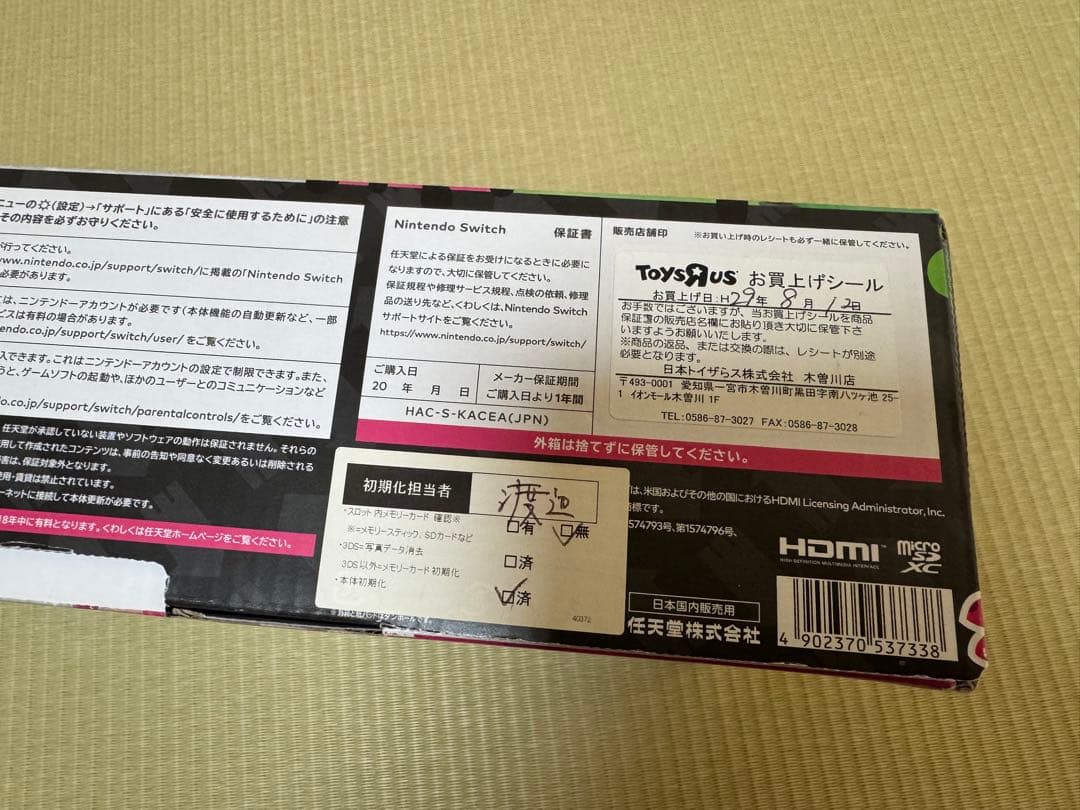 ニューの(設定)→「サポート」にある「安全に使用するために」の注意
その内容を必ずお守りください。
行ってください。
www.nintendo.co.jp/support/switch/に掲載の「Nintendo Switch
必要があります。
は、ニンテンドーアカウントが必要です(本体機能の自動更新など、一部
ビスは有料の場合があります。
ntendo.co.jp/support/switch/user/ をご覧ください。
入できます。これはニンテンドーアカウントの設定で制限できます。また、
うと、ゲームソフトの起動や、ほかのユーザーとのコミュニケーションなど
do.co.jp/support/switch/parentalcontrols/をご覧ください。
任天堂が承認していない装置やソフトウェアの動作は保証されません。それらの
用して作成されたコンテンツは、事前の告知や同意なく変更あるいは削除される
害は、保証対象外となります。
使用・賃貸は禁止されています。
ーネットに接続して本体更新が必要です。
18年中に有料となります。くわしくは任天堂ホームページをご覧ください。
Nintendo Switch 保証書
任天堂による保証をお受けになるときに必要に
なりますので、大切に保管してください。
保証規程や修理サービス規程、点検の依頼、修理
品の送り先など、くわしくは、Nintendo Switch
サポートサイトをご覧ください。
https://www.nintendo.co.jp/support/switch/
ご購入日
20 年 月 日
メーカー保証期間
ご購入日より1年間
HAC-S-KACEA(JPN)
販売店舗印 ※お買い上げ時のレシートも必ず一緒に保管してください。
ToysЯUs お買上げシール
お買上げ日:H29年 8月 12日
お手数ではございますが、当お買上げシールを商品
保証書の販売店名欄にお貼り頂き大切に保管下さ
いますようお願いいたします。
※商品の返品、または交換の際は、レシートが別途
必要となります。
日本トイザらス株式会社 木曽川店
〒493-0001 愛知県一宮市木曽川町黒田字南八ツヶ池 25-
1 イオンモール木曽川 1F
TEL:0586-87-3027 FAX:0586-87-3028
外箱は捨てずに保管してください。
初期化担当者 渡辺
・スロット内メモリーカード 確認※ □有 □無
※=メモリースティック、SDカードなど
・3DS=写真データ消去 □済
3DS以外=メモリーカード初期化
・本体初期化 □済
40372
は、米国およびその他の国におけるHDMI Licensing Administrator, Inc.
標です。
1574793号、第1574796号、
HDMI
HIGH-DEFINITION MULTIMEDIA INTERFACE
micro
SD
XC
日本国内販売用
任天堂株式会社
4 902370 537338